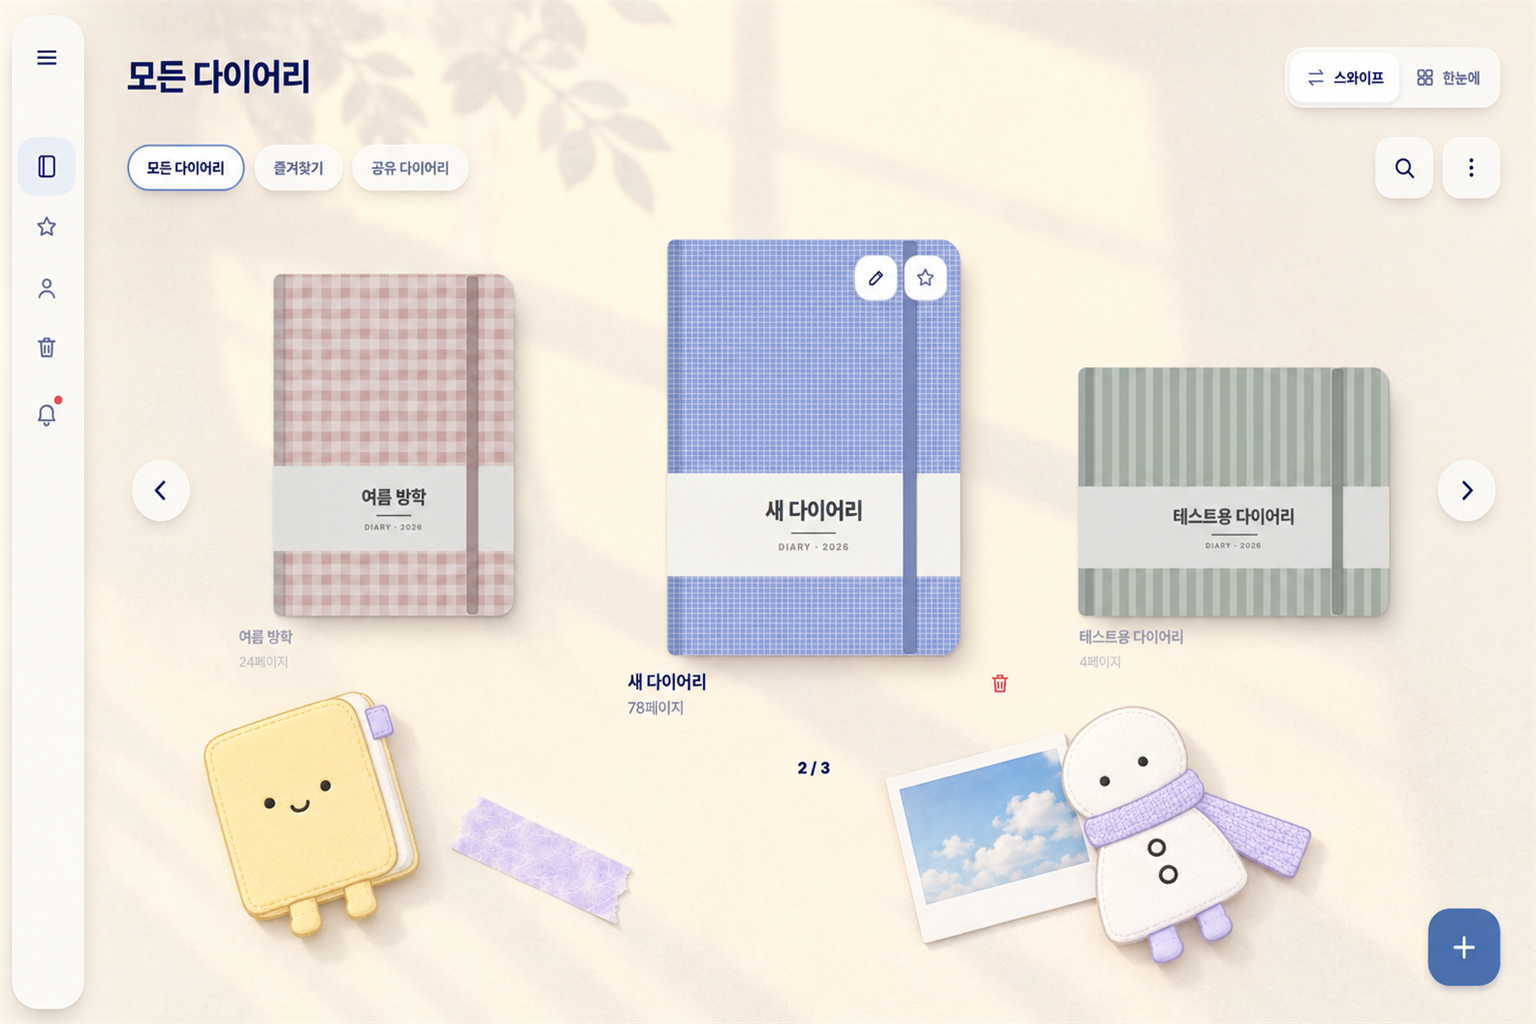 모든 다이어리
스와이프
한눈에
모든 다이어리
즐겨찾기
공유 다이어리
여름 방학
DIARY · 2026
새 다이어리
DIARY · 2026
테스트용 다이어리
DIARY · 2026
여름 방학
24페이지
새 다이어리
78페이지
테스트용 다이어리
4페이지
2 / 3